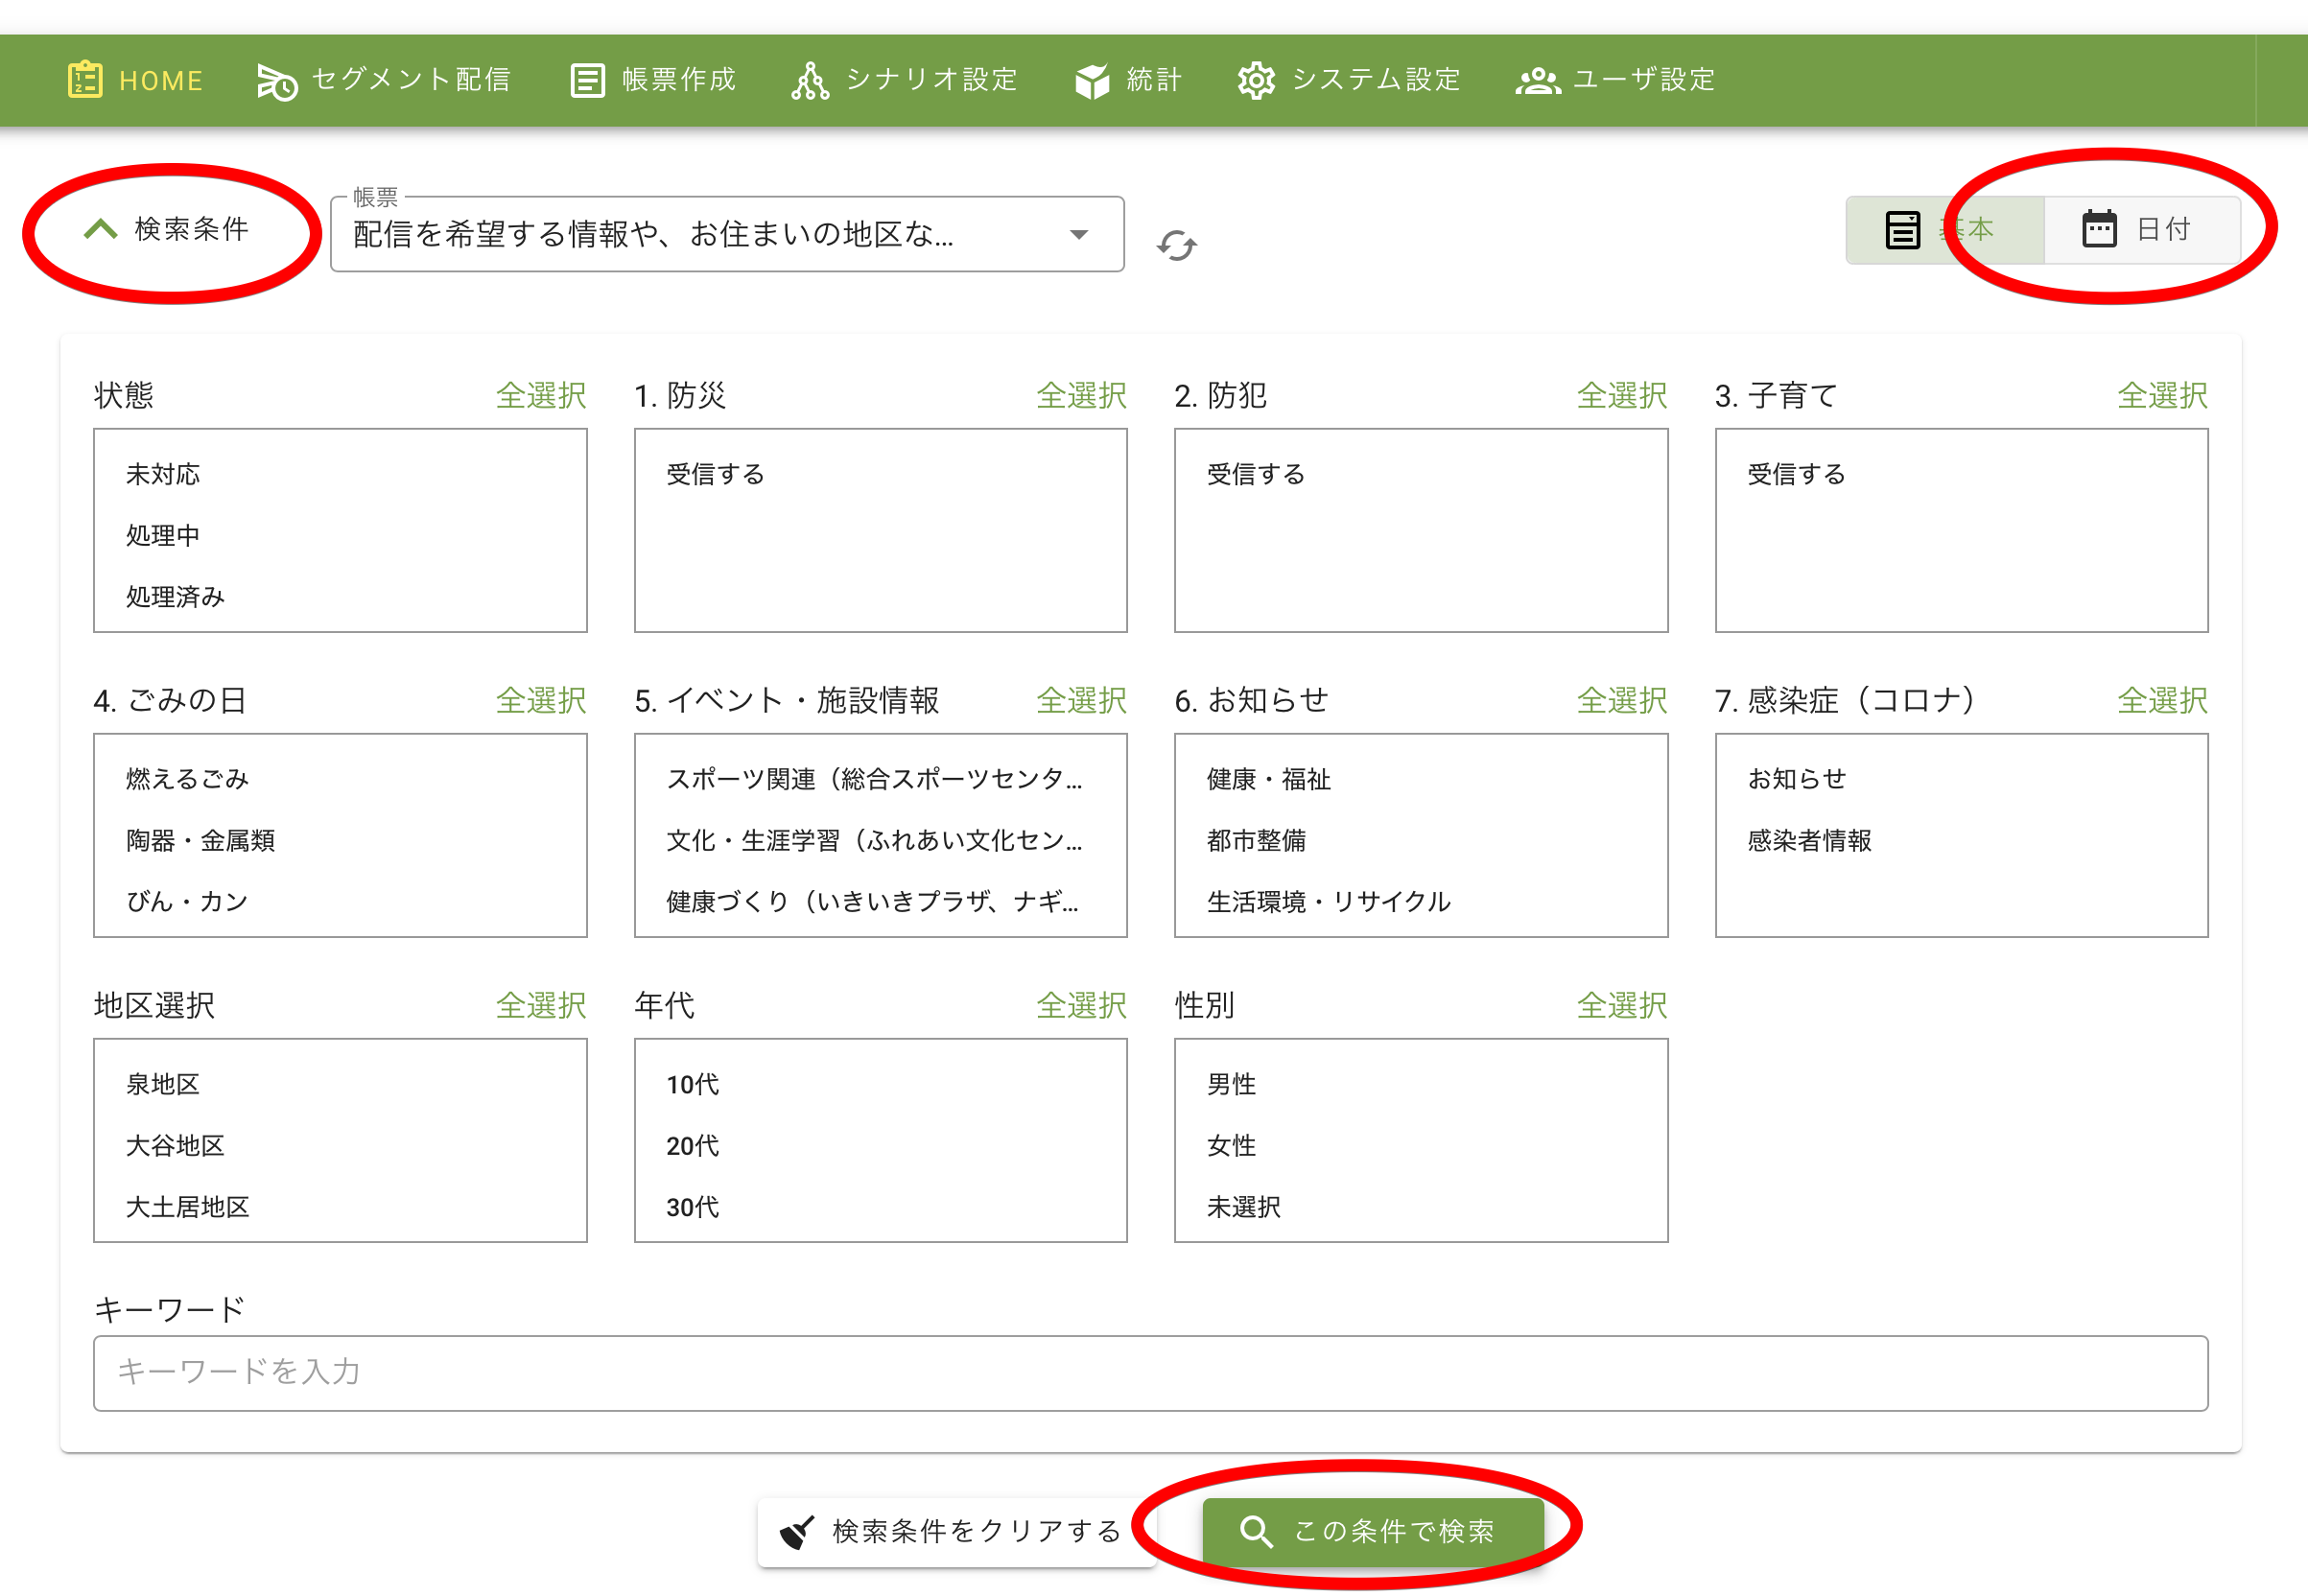 HOME セグメント配信 帳票作成 シナリオ設定 統計 システム設定 ユーザ設定
検索条件
帳票
配信を希望する情報や、お住まいの地区な...
基本 日付
状態 全選択
未対応
処理中
処理済み
1. 防災 全選択
受信する
2. 防犯 全選択
受信する
3. 子育て 全選択
受信する
4. ごみの日 全選択
燃えるごみ
陶器・金属類
びん・カン
5. イベント・施設情報 全選択
スポーツ関連（総合スポーツセンタ...
文化・生涯学習（ふれあい文化セン...
健康づくり（いきいきプラザ、ナギ...
6. お知らせ 全選択
健康・福祉
都市整備
生活環境・リサイクル
7. 感染症（コロナ） 全選択
お知らせ
感染者情報
地区選択 全選択
泉地区
大谷地区
大土居地区
年代 全選択
10代
20代
30代
性別 全選択
男性
女性
未選択
キーワード
キーワードを入力
検索条件をクリアする
この条件で検索